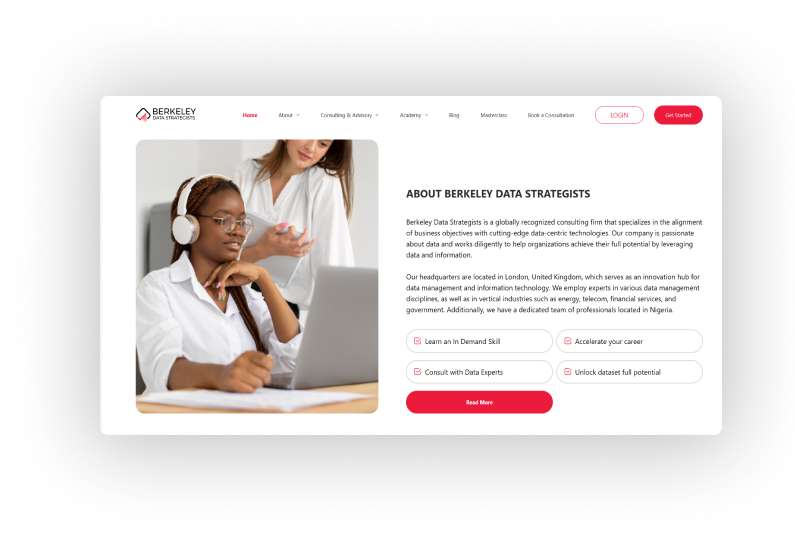 BERKELEY
DATA STRATEGISTS
Home
About
Consulting & Advisory
Academy
Blog
Masterclass
Book a Consultation
LOGIN
Get Started
ABOUT BERKELEY DATA STRATEGISTS
Berkeley Data Strategists is a globally recognized consulting firm that specializes in the alignment
of business objectives with cutting-edge data-centric technologies. Our company is passionate
about data and works diligently to help organizations achieve their full potential by leveraging
data and information.
Our headquarters are located in London, United Kingdom, which serves as an innovation hub for
data management and information technology. We employ experts in various data management
disciplines, as well as in vertical industries such as energy, telecom, financial services, and
government. Additionally, we have a dedicated team of professionals located in Nigeria.
Learn an In Demand Skill
Accelerate your career
Consult with Data Experts
Unlock dataset full potential
Read More